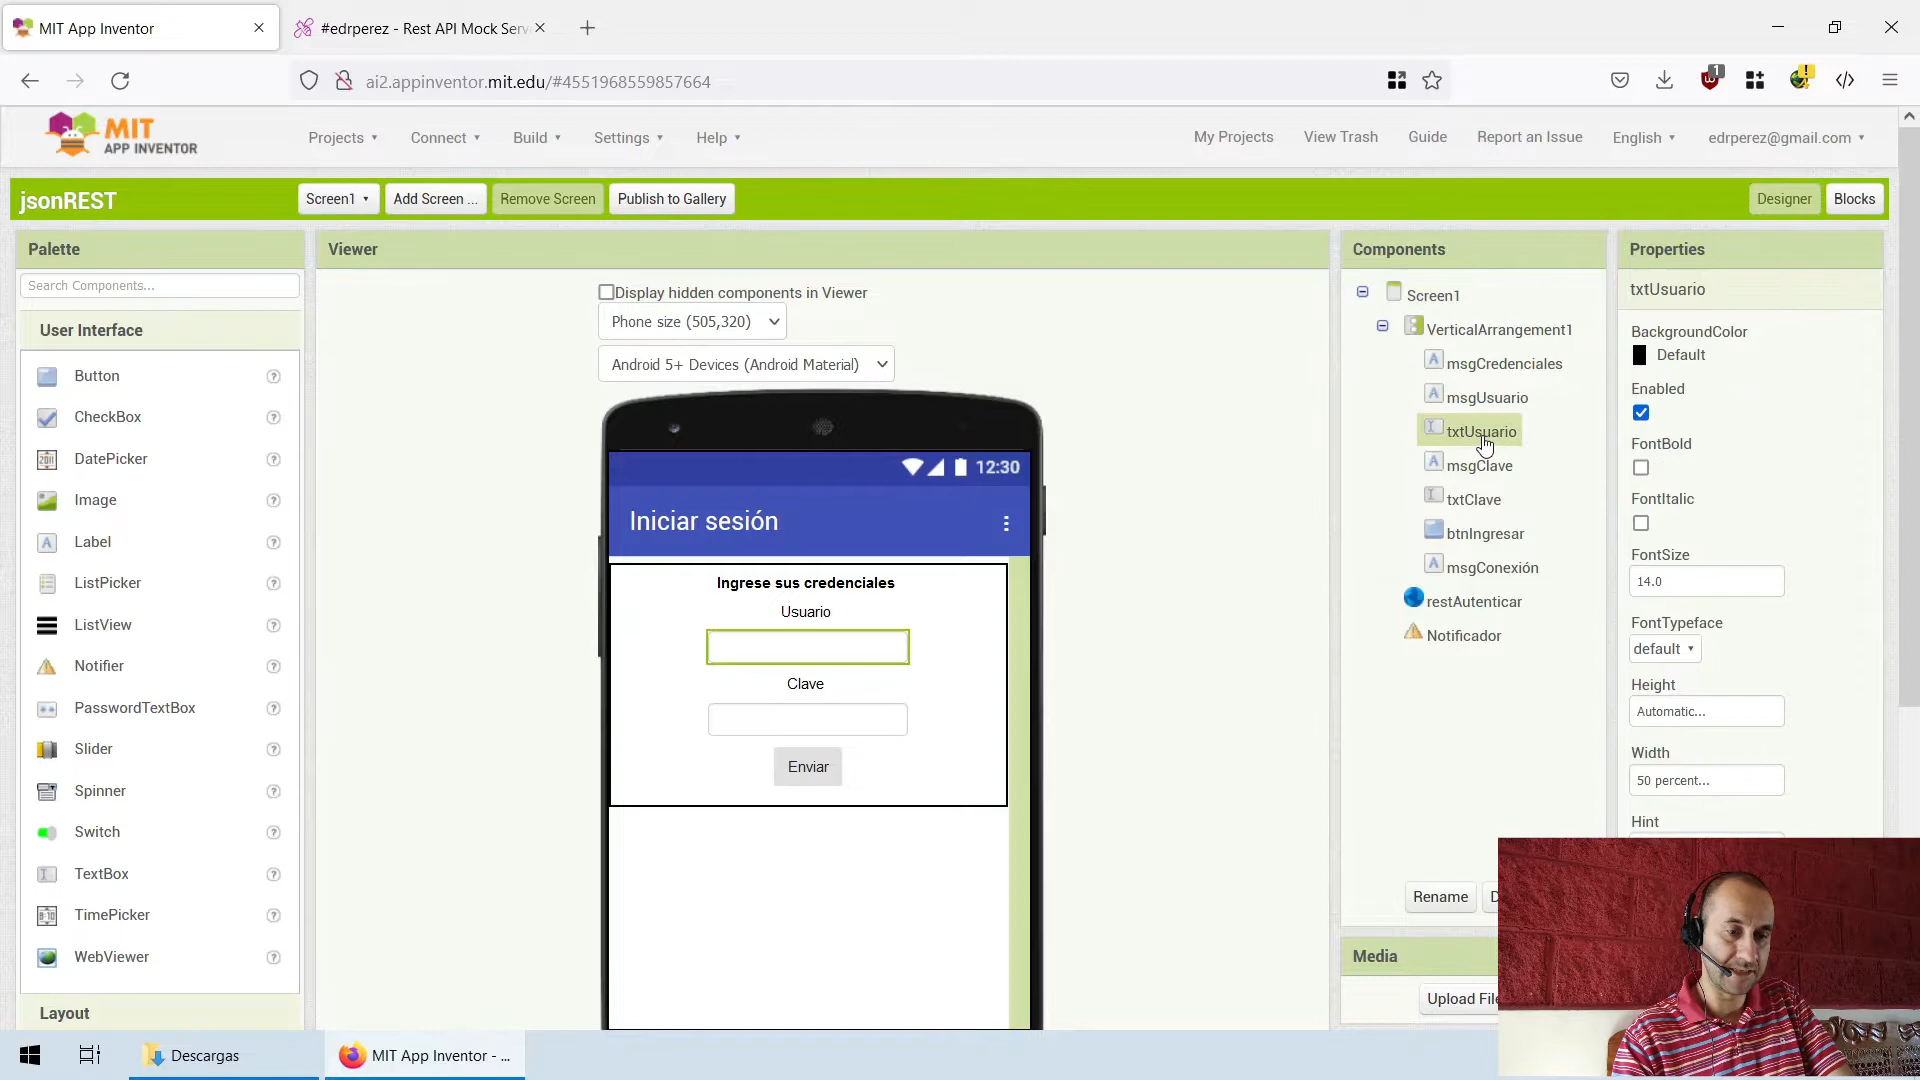 MIT App Inventor
#edrperez - Rest API Mock Serv
ai2.appinventor.mit.edu/#4551968559857664
1
MIT
APP INVENTOR
Projects
Connect
Build
Settings
Help
My Projects
View Trash
Guide
Report an Issue
English
edrperez@gmail.com
jsonREST
Screen1
Add Screen ...
Remove Screen
Publish to Gallery
Designer
Blocks
Palette
Search Components...
User Interface
Button
CheckBox
DatePicker
Image
Label
ListPicker
ListView
Notifier
PasswordTextBox
Slider
Spinner
Switch
TextBox
TimePicker
WebViewer
Layout
Viewer
Display hidden components in Viewer
Phone size (505,320)
Android 5+ Devices (Android Material)
12:30
Iniciar sesión
Ingrese sus credenciales
Usuario
Clave
Enviar
Components
Screen1
VerticalArrangement1
msgCredenciales
msgUsuario
txtUsuario
msgClave
txtClave
btnIngresar
msgConexión
restAutenticar
Notificador
Rename
D
Media
Upload File
Properties
txtUsuario
BackgroundColor
Default
Enabled
FontBold
FontItalic
FontSize
14.0
FontTypeface
default
Height
Automatic...
Width
50 percent...
Hint
Descargas
MIT App Inventor - ...